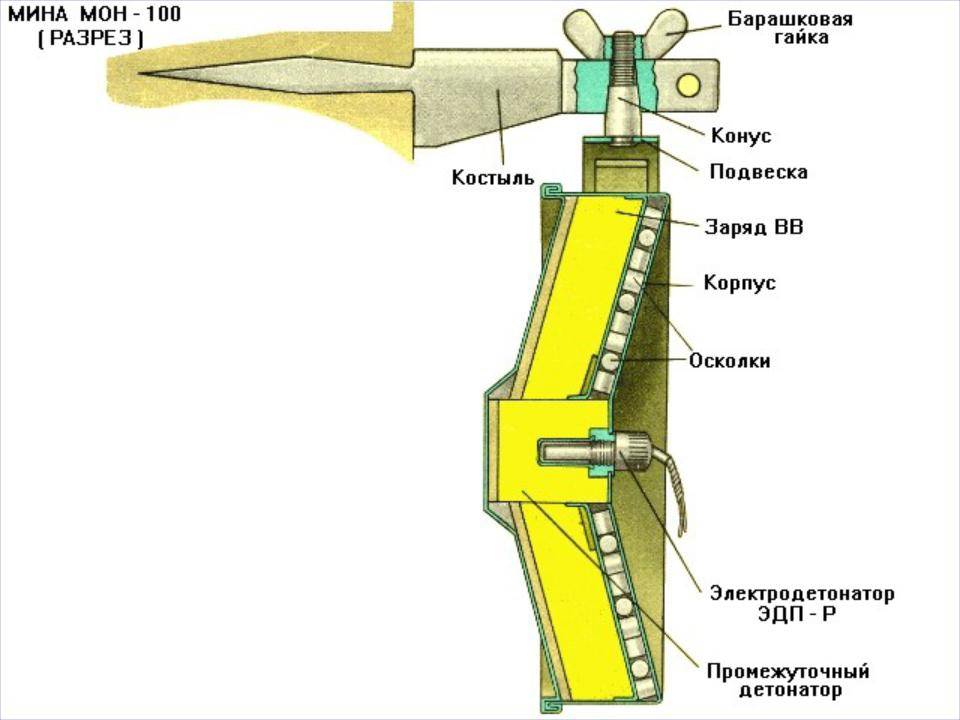 МИНА МОН - 100
( РАЗРЕЗ )
Барашковая
гайка
Конус
Костыль
Подвеска
Заряд ВВ
Корпус
Осколки
Электродетонатор
ЭДП - Р
Промежуточный
детонатор